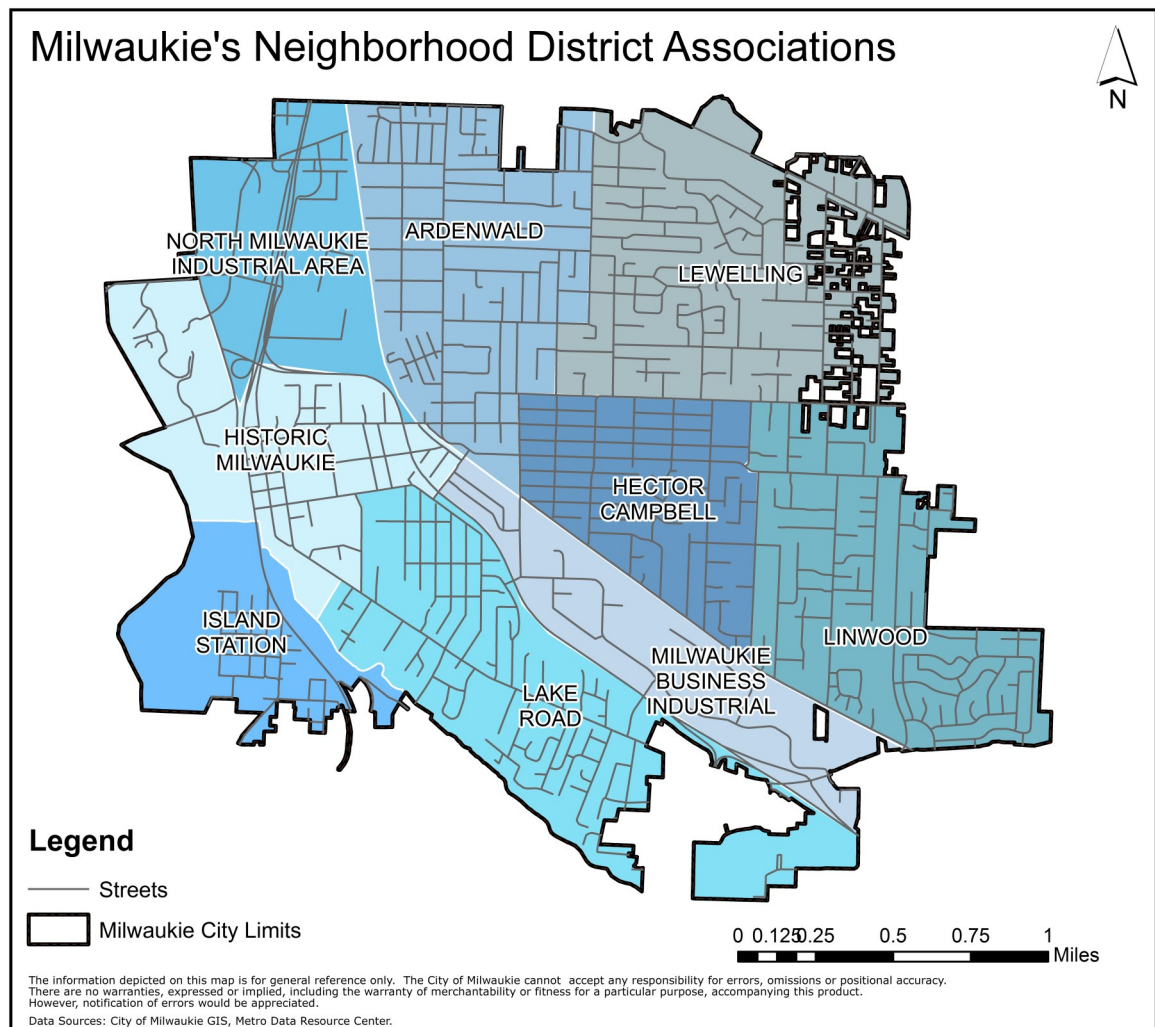 Milwaukie's Neighborhood District Associations
N
NORTH MILWAUKIE
INDUSTRIAL AREA
ARDENWALD
LEWELLING
HISTORIC
MILWAUKIE
HECTOR
CAMPBELL
ISLAND
STATION
LAKE
ROAD
MILWAUKIE
BUSINESS
INDUSTRIAL
LINWOOD
Legend
Streets
Milwaukie City Limits
0 0.125 0.25 0.5 0.75 1
Miles
The information depicted on this map is for general reference only.  The City of Milwaukie cannot  accept any responsibility for errors, omissions or positional accuracy.
There are no warranties, expressed or implied, including the warranty of merchantability or fitness for a particular purpose, accompanying this product.
However, notification of errors would be appreciated.
Data Sources: City of Milwaukie GIS, Metro Data Resource Center.